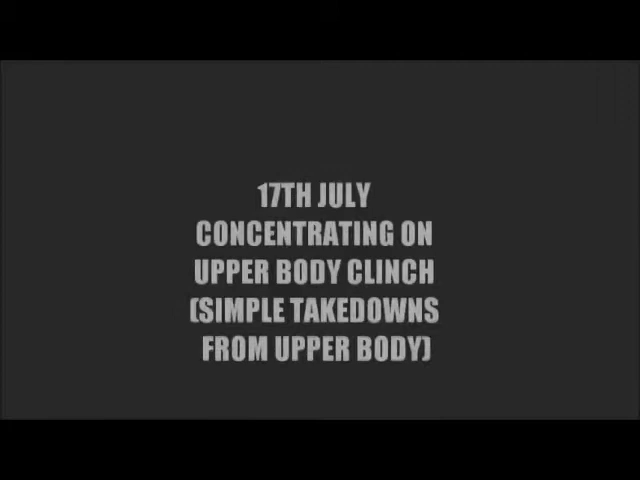 17TH JULY
CONCENTRATING ON
UPPER BODY CLINCH
(SIMPLE TAKEDOWNS
FROM UPPER BODY)